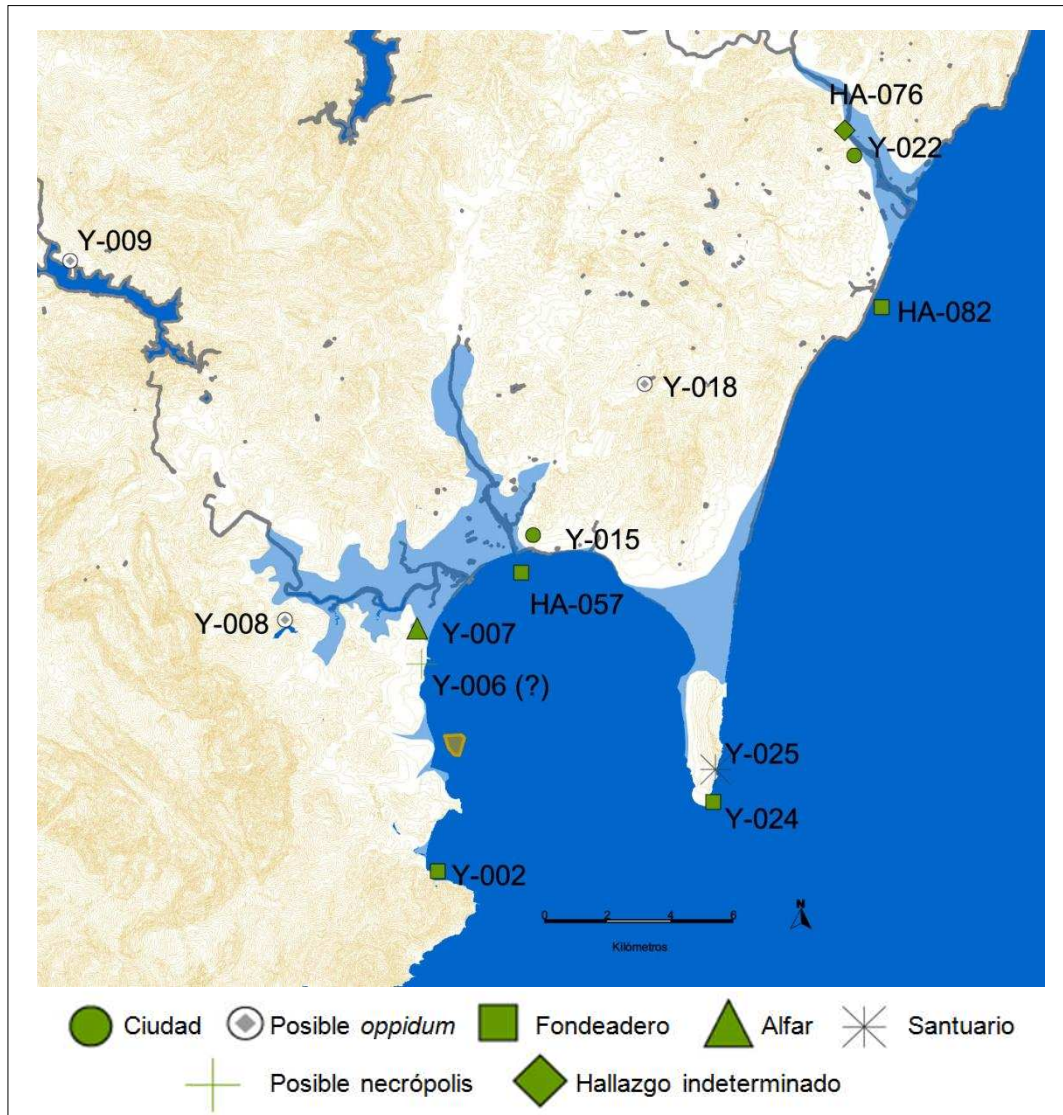 HA-076
Y-022
Y-009
HA-082
Y-018
Y-015
HA-057
Y-008
Y-007
Y-006 (?)
Y-025
Y-024
Y-002
N
0 2 4 6
Kilómetros
Ciudad Posible oppidum Fondeadero Alfar Santuario
Posible necrópolis Hallazgo indeterminado